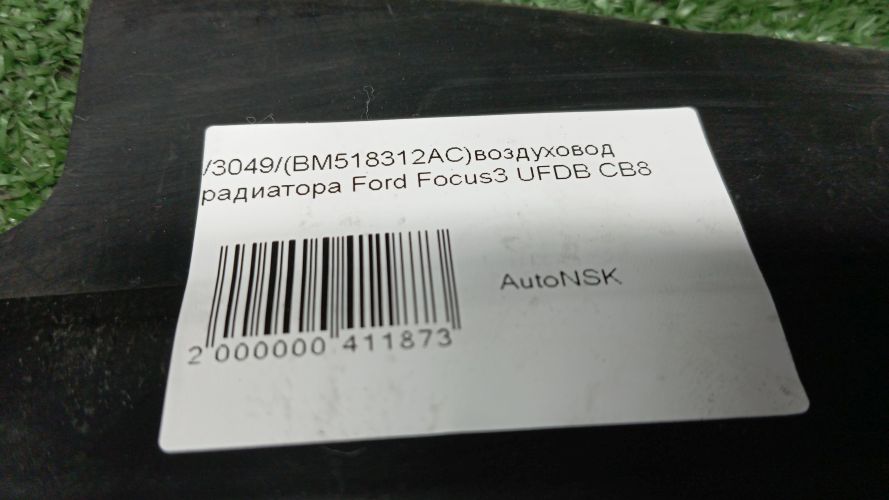 /3049/(BM518312AC)воздуховод
радиатора Ford Focus3 UFDB CB8
AutoNSK
2 000000 411873